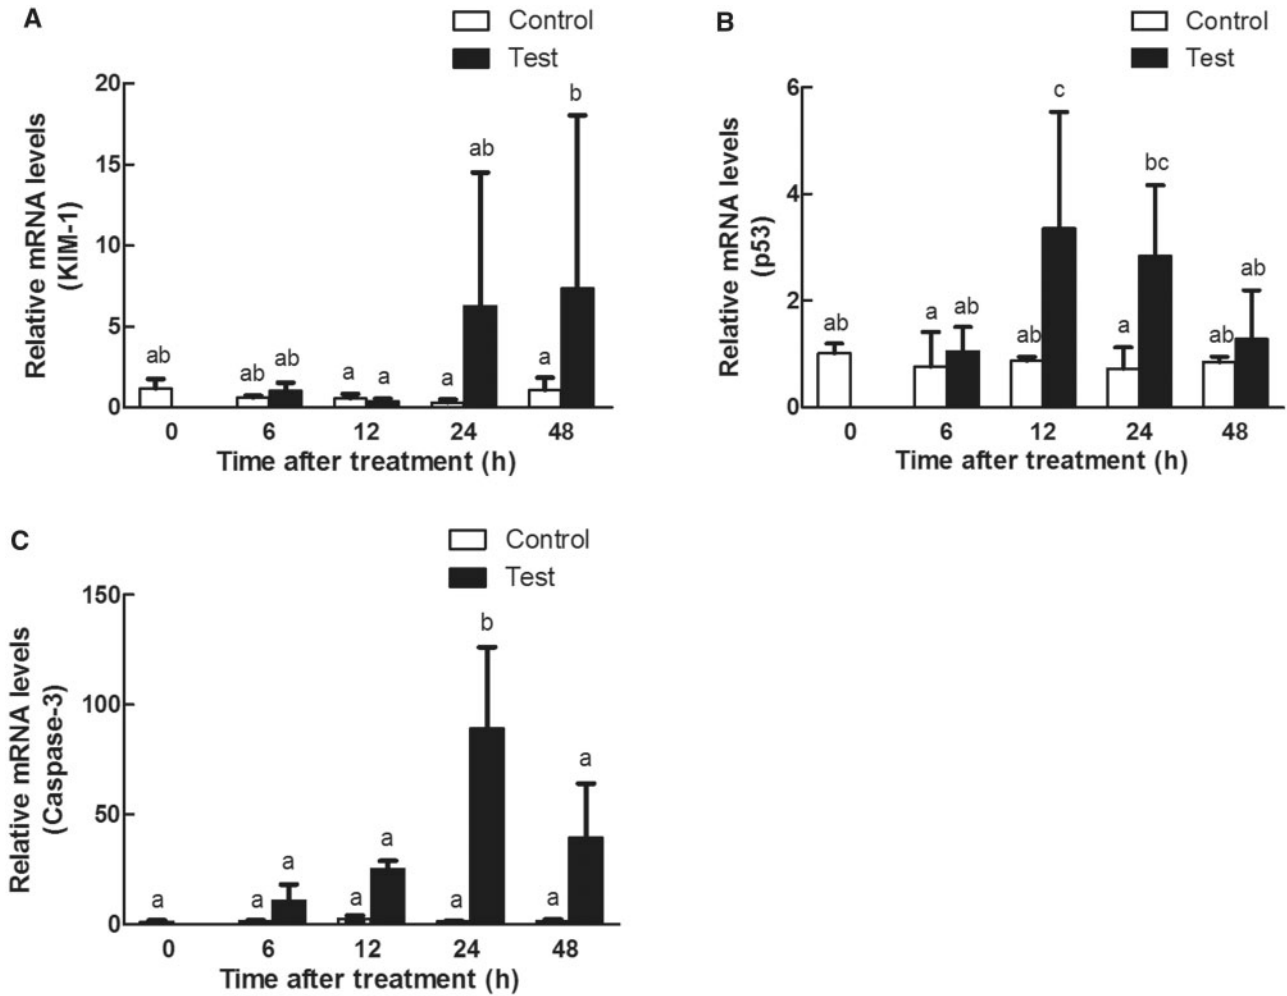 A
Control
Test
20
15
10
5
0
Relative mRNA levels
(KIM-1)
ab
ab
ab
a
a
a
ab
a
b
0 6 12 24 48
Time after treatment (h)
B
Control
Test
6
4
2
0
Relative mRNA levels
(p53)
ab
a
ab
ab
c
a
bc
ab
ab
0 6 12 24 48
Time after treatment (h)
C
Control
Test
150
100
50
0
Relative mRNA levels
(Caspase-3)
a
a
a
a
a
a
b
a
a
0 6 12 24 48
Time after treatment (h)